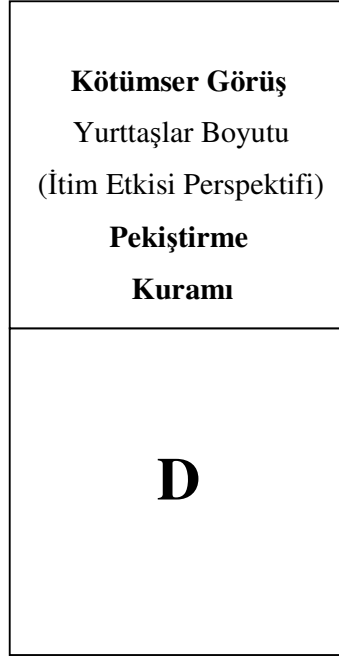 Kötümser Görüş
Yurttaşlar Boyutu
(İtim Etkisi Perspektifi)
Pekiştirme
Kuramı
D